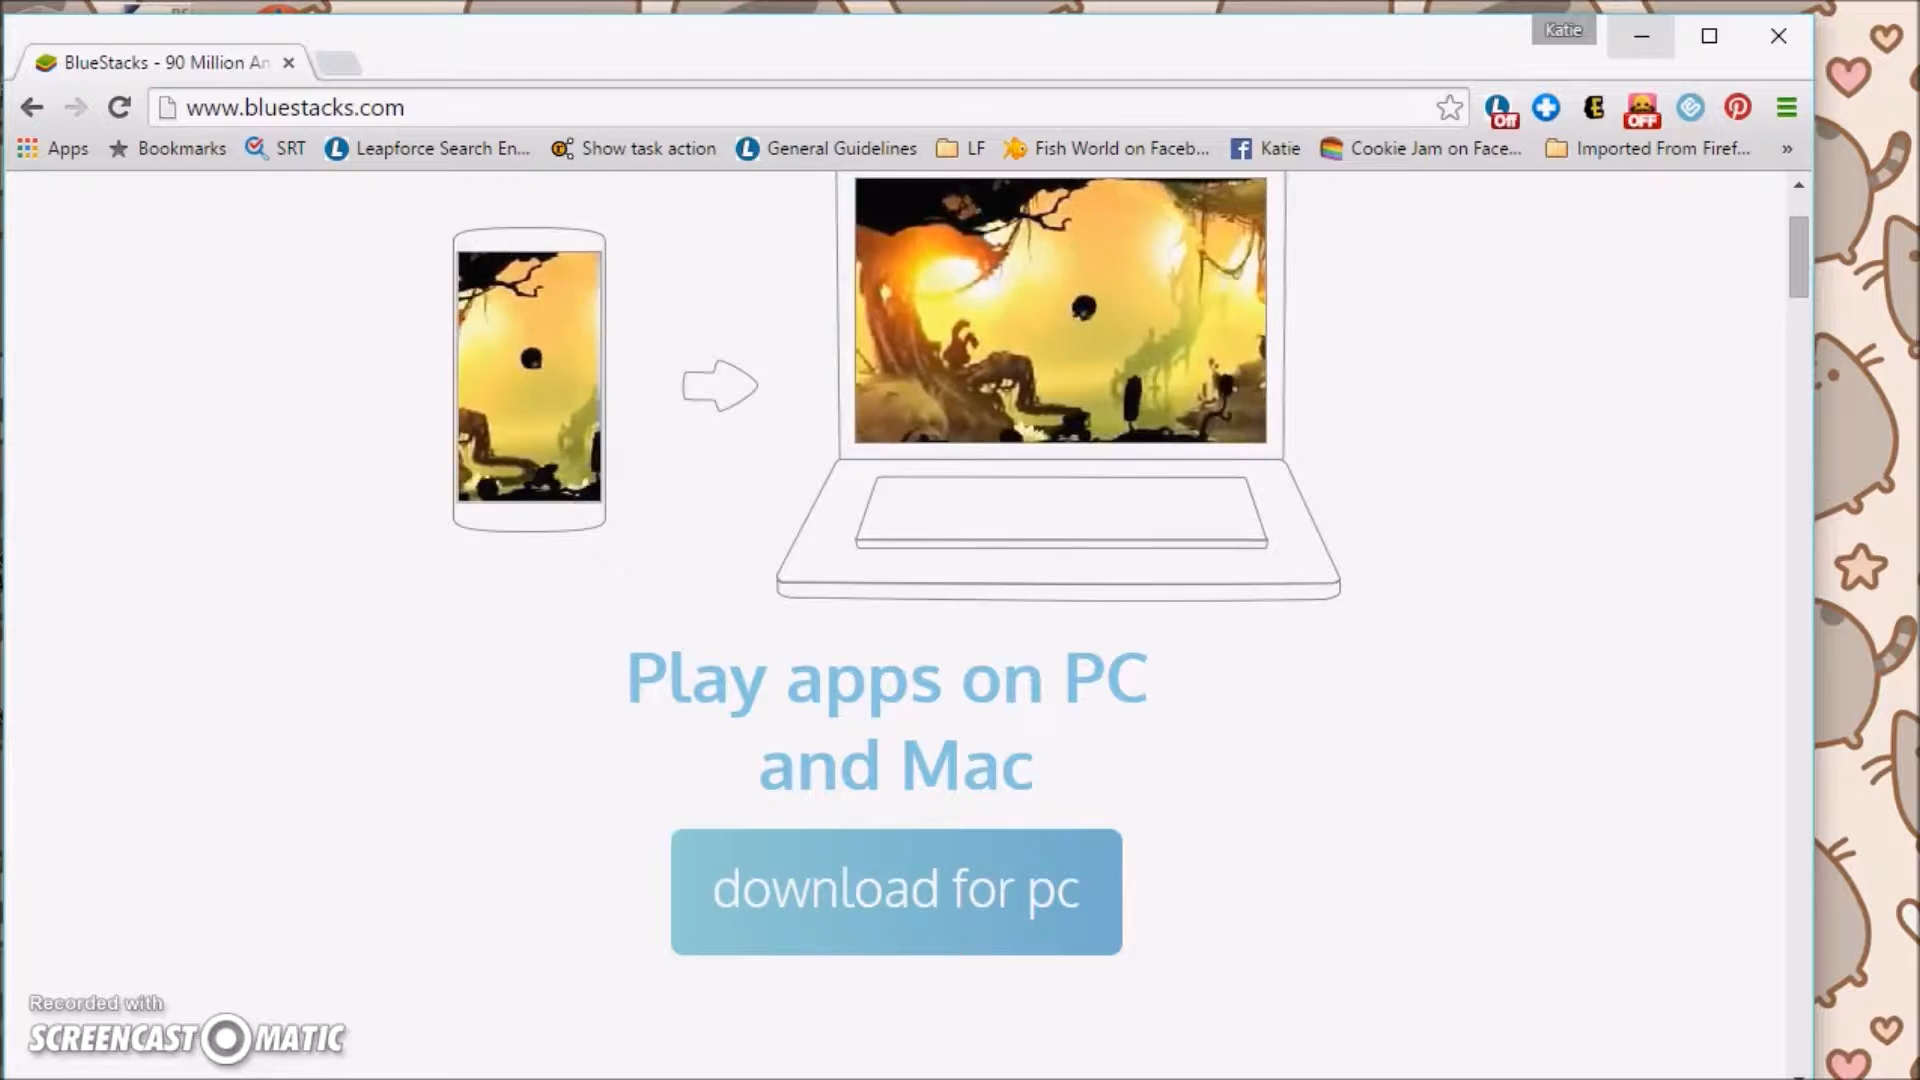 Katie
BlueStacks - 90 Million An
www.bluestacks.com
Off
OFF
Apps Bookmarks SRT Leapforce Search En... Show task action General Guidelines LF Fish World on Faceb... Katie Cookie Jam on Face... Imported From Firef... »
Play apps on PC
and Mac
download for pc
Recorded with
SCREENCAST MATIC